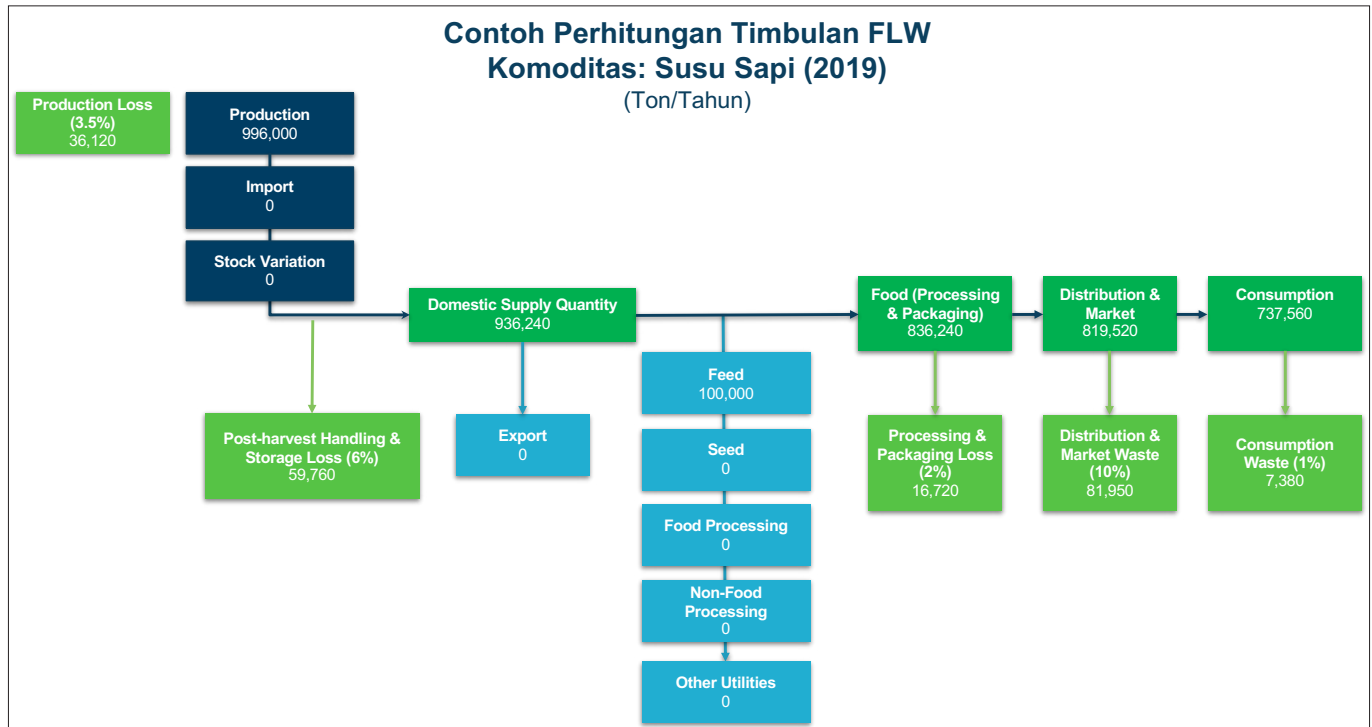 Contoh Perhitungan Timbulan FLW
Komoditas: Susu Sapi (2019)
(Ton/Tahun)
Production Loss
(3.5%)
36,120
Production
996,000
Import
0
Stock Variation
0
Domestic Supply Quantity
936,240
Food (Processing
& Packaging)
836,240
Distribution &
Market
819,520
Consumption
737,560
Post-harvest Handling &
Storage Loss (6%)
59,760
Export
0
Feed
100,000
Seed
0
Food Processing
0
Non-Food
Processing
0
Other Utilities
0
Processing &
Packaging Loss
(2%)
16,720
Distribution &
Market Waste
(10%)
81,950
Consumption
Waste (1%)
7,380